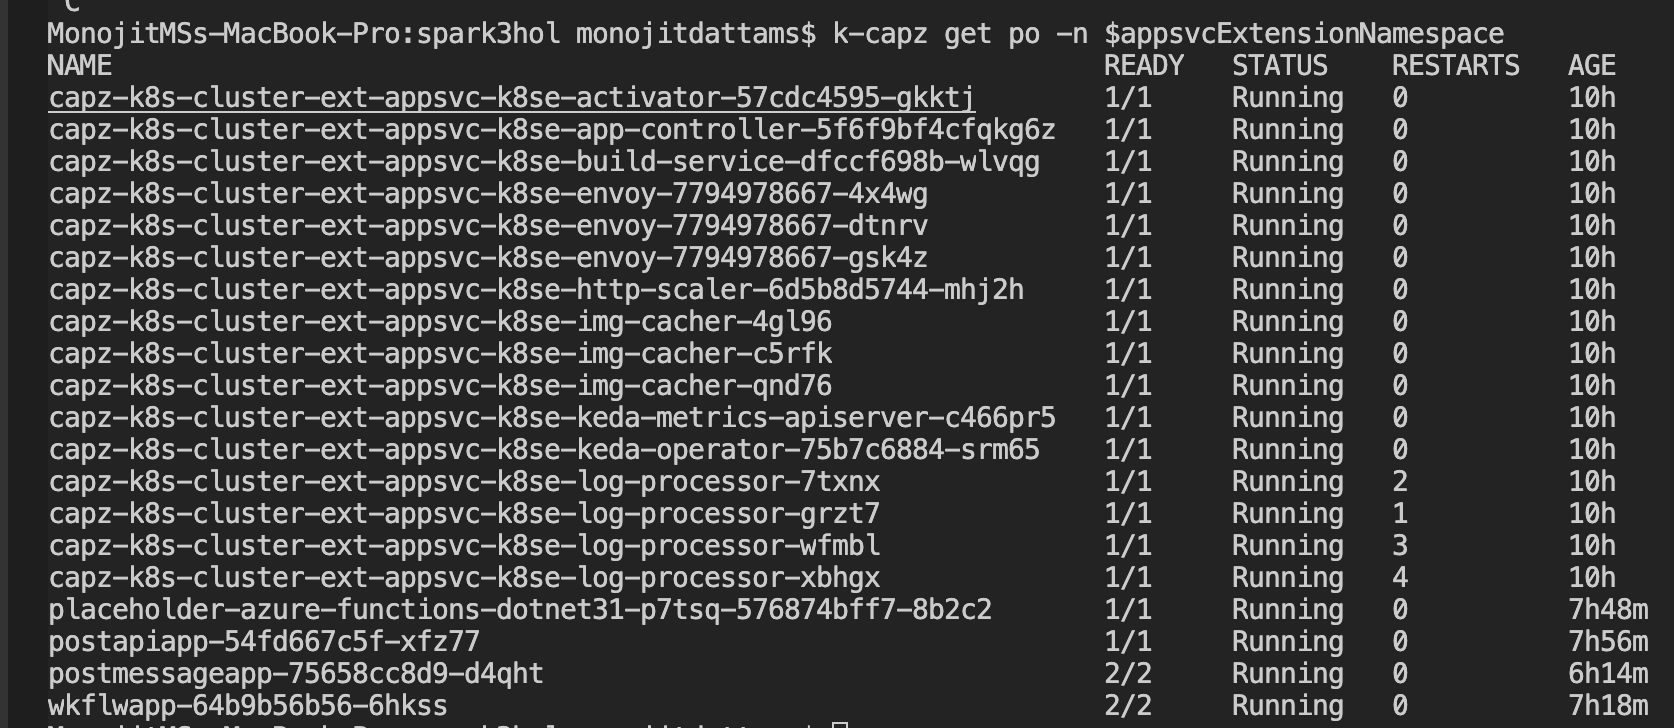 C
MonojitMSs-MacBook-Pro:spark3hol monojitdattams$ k-capz get po -n $appsvcExtensionNamespace
NAME READY STATUS RESTARTS AGE
capz-k8s-cluster-ext-appsvc-k8se-activator-57cdc4595-gkktj 1/1 Running 0 10h
capz-k8s-cluster-ext-appsvc-k8se-app-controller-5f6f9bf4cfqkg6z 1/1 Running 0 10h
capz-k8s-cluster-ext-appsvc-k8se-build-service-dfccf698b-wlvqg 1/1 Running 0 10h
capz-k8s-cluster-ext-appsvc-k8se-envoy-7794978667-4x4wg 1/1 Running 0 10h
capz-k8s-cluster-ext-appsvc-k8se-envoy-7794978667-dtnrv 1/1 Running 0 10h
capz-k8s-cluster-ext-appsvc-k8se-envoy-7794978667-gsk4z 1/1 Running 0 10h
capz-k8s-cluster-ext-appsvc-k8se-http-scaler-6d5b8d5744-mhj2h 1/1 Running 0 10h
capz-k8s-cluster-ext-appsvc-k8se-img-cacher-4gl96 1/1 Running 0 10h
capz-k8s-cluster-ext-appsvc-k8se-img-cacher-c5rfk 1/1 Running 0 10h
capz-k8s-cluster-ext-appsvc-k8se-img-cacher-qnd76 1/1 Running 0 10h
capz-k8s-cluster-ext-appsvc-k8se-keda-metrics-apiserver-c466pr5 1/1 Running 0 10h
capz-k8s-cluster-ext-appsvc-k8se-keda-operator-75b7c6884-srm65 1/1 Running 0 10h
capz-k8s-cluster-ext-appsvc-k8se-log-processor-7txnx 1/1 Running 2 10h
capz-k8s-cluster-ext-appsvc-k8se-log-processor-grzt7 1/1 Running 1 10h
capz-k8s-cluster-ext-appsvc-k8se-log-processor-wfmbl 1/1 Running 3 10h
capz-k8s-cluster-ext-appsvc-k8se-log-processor-xbhgx 1/1 Running 4 10h
placeholder-azure-functions-dotnet31-p7tsq-576874bff7-8b2c2 1/1 Running 0 7h48m
postapiapp-54fd667c5f-xfz77 1/1 Running 0 7h56m
postmessageapp-75658cc8d9-d4qht 2/2 Running 0 6h14m
wkflwapp-64b9b56b56-6hkss 2/2 Running 0 7h18m